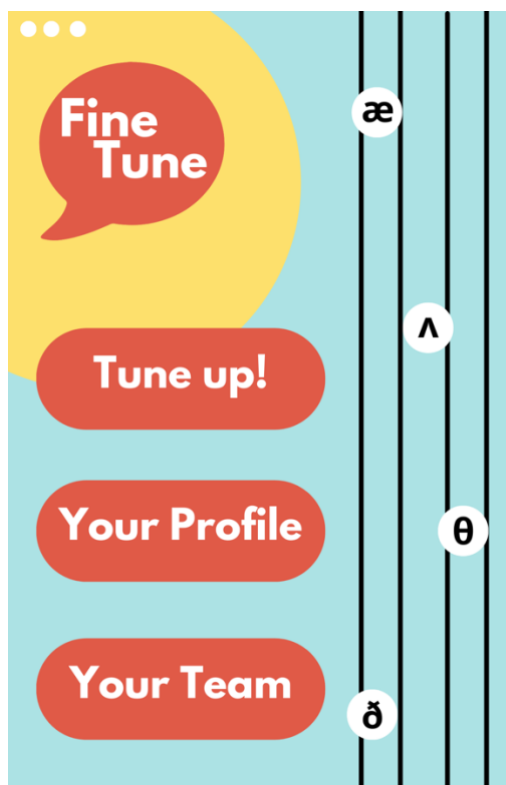 Fine
Tune
æ
ʌ
Tune up!
Your Profile
θ
Your Team
ð